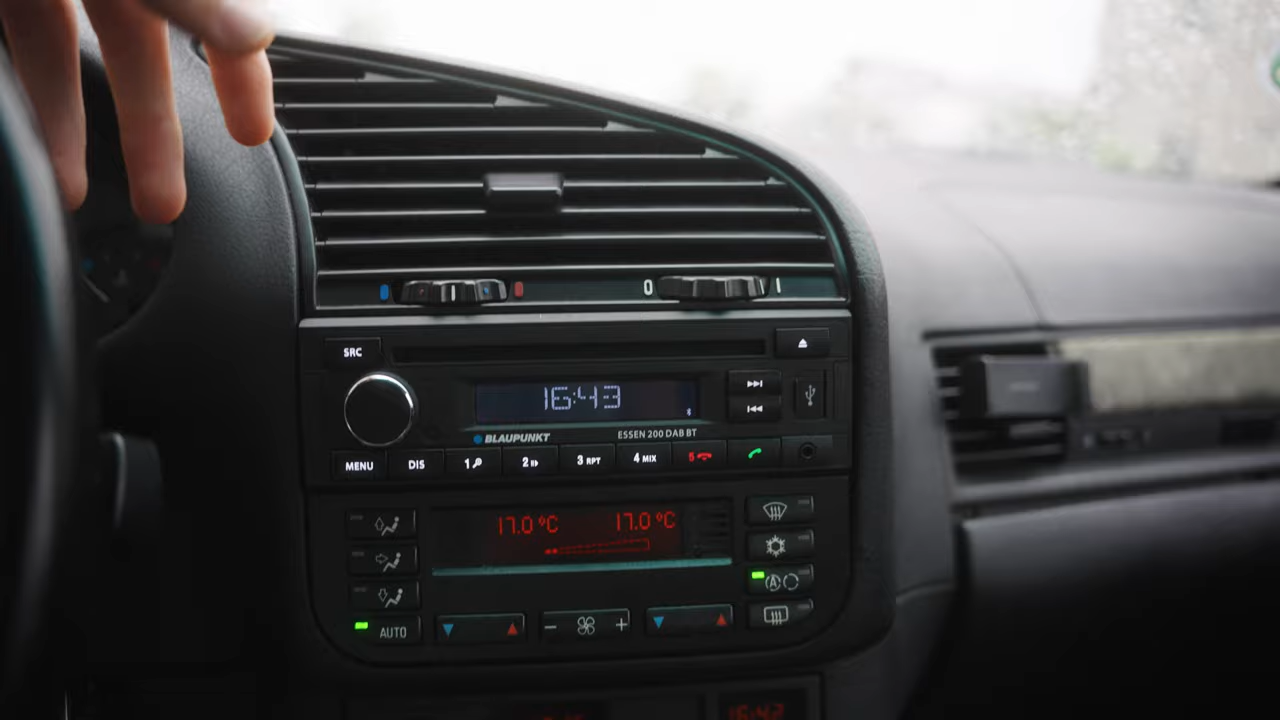 0 I
SRC
16:43
BLAUPUNKT ESSEN 200 DAB BT
MENU DIS 1 2 3 RPT 4 MIX 5
17.0 °C 17.0 °C
A
AUTO - +